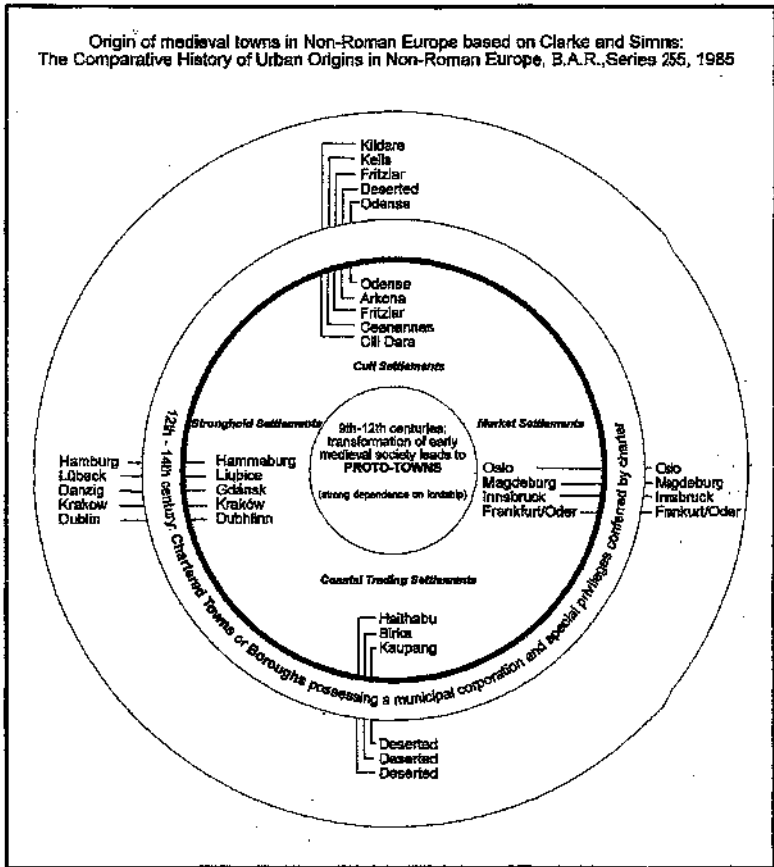 Origin of medieval towns in Non-Roman Europe based on Clarke and Simns:
The Comparative History of Urban Origins in Non-Roman Europe, B.A.R.,Series 255, 1985
Kildare
Kells
Fritzlar
Deserted
Odense
Odense
Arkona
Fritzlar
Ceanannas
Cill Dara
Cult Settlements
Stronghold Settlements
Market Settlements
9th-12th centuries:
transformation of early
medieval society leads to
PROTO-TOWNS
(strong dependence on lordship)
Hamburg
Lübeck
Danzig
Krakow
Dublin
Hammaburg
Liubice
Gdánsk
Kraków
Dubhlinn
Oslo
Magdeburg
Innsbruck
Frankfurt/Oder
Oslo
Magdeburg
Innsbruck
Frankurt/Oder
Coastal Trading Settlements
Haithabu
Birka
Kaupang
12th - 14th century: Chartered Towns or Boroughs possessing a municipal corporation and special privileges conferred by charter
Deserted
Deserted
Deserted